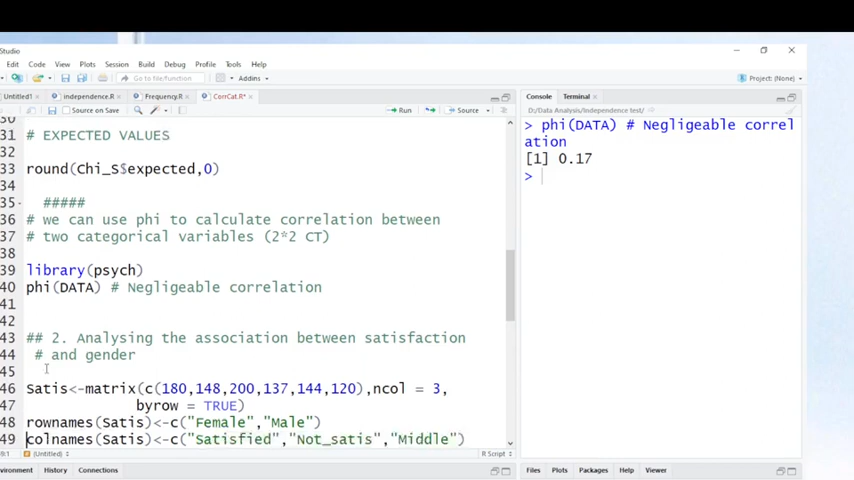 Studio
Edit Code View Plots Session Build Debug Profile Tools Help
Go to file/function Addins Project: (None)
Untitled1 independence.R Frequency.R CorrCat.R*
Source on Save Run Source
30
31 # EXPECTED VALUES
32
33 round(Chi_S$expected,0)
34
35 #####
36 # we can use phi to calculate correlation between
37 # two categorical variables (2*2 CT)
38
39 library(psych)
40 phi(DATA) # Negligeable correlation
41
42
43 ## 2. Analysing the association between satisfaction
44 # and gender
45
46 Satis<-matrix(c(180,148,200,137,144,120),ncol = 3,
47 byrow = TRUE)
48 rownames(Satis)<-c("Female","Male")
49 colnames(Satis)<-c("Satisfied","Not_satis","Middle")
(Untitled) R Script
History Connections
Console Terminal
D:/Data Analysis/Independence test/
> phi(DATA) # Negligeable correl
ation
[1] 0.17
>
Files Plots Packages Help Viewer